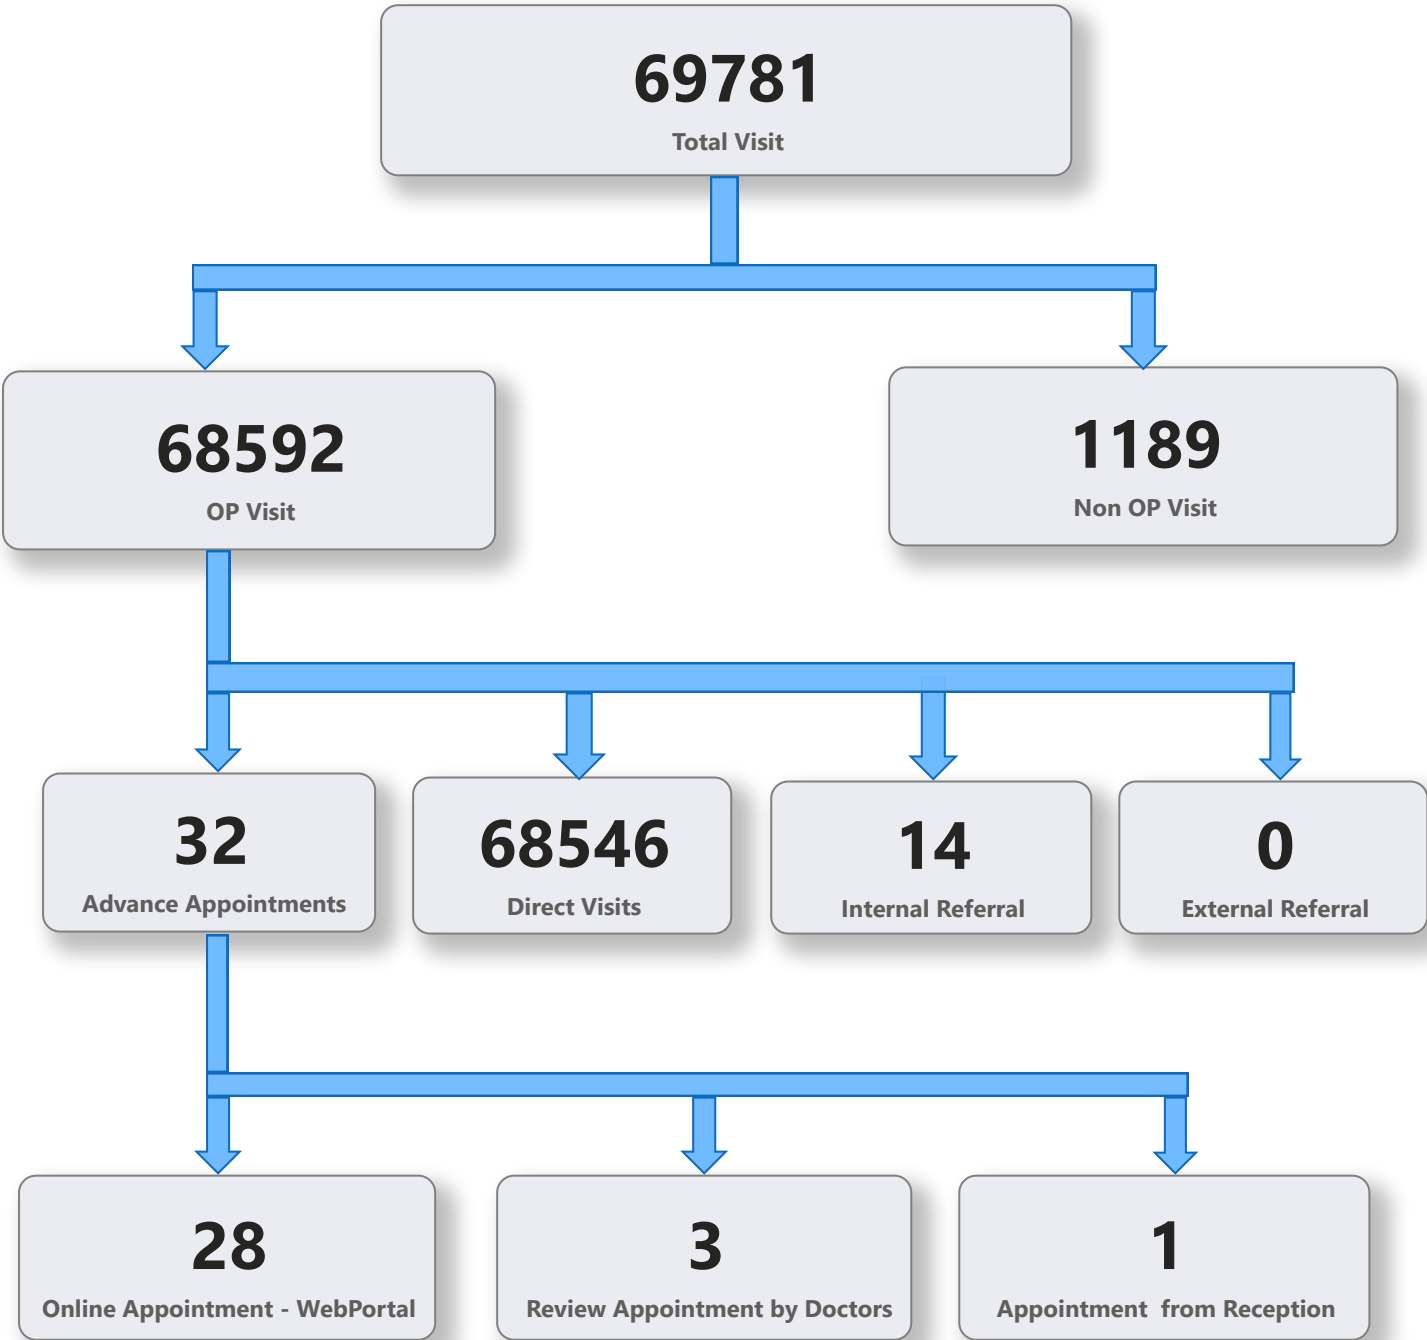 69781
Total Visit
68592
OP Visit
1189
Non OP Visit
32
Advance Appointments
68546
Direct Visits
14
Internal Referral
0
External Referral
28
Online Appointment - WebPortal
3
Review Appointment by Doctors
1
Appointment  from Reception